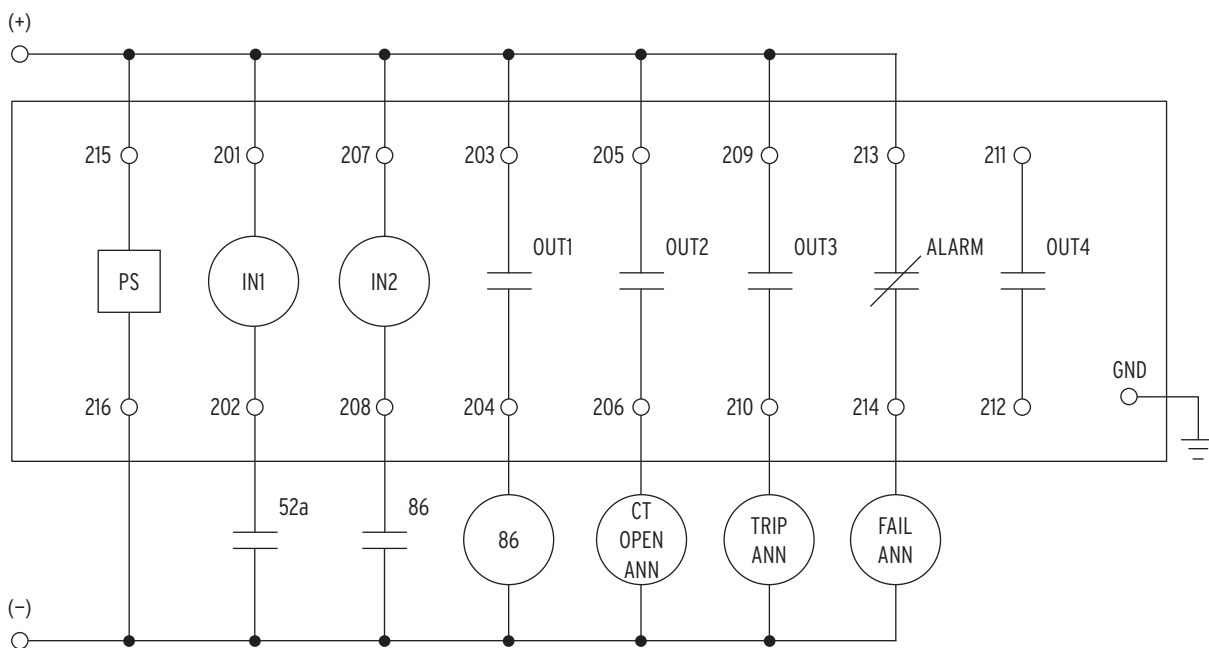 (+)
215
201
207
203
205
209
213
211
OUT1
OUT2
OUT3
ALARM
OUT4
PS
IN1
IN2
GND
216
202
208
204
206
210
214
212
52a
86
86
CT
OPEN
ANN
TRIP
ANN
FAIL
ANN
(–)